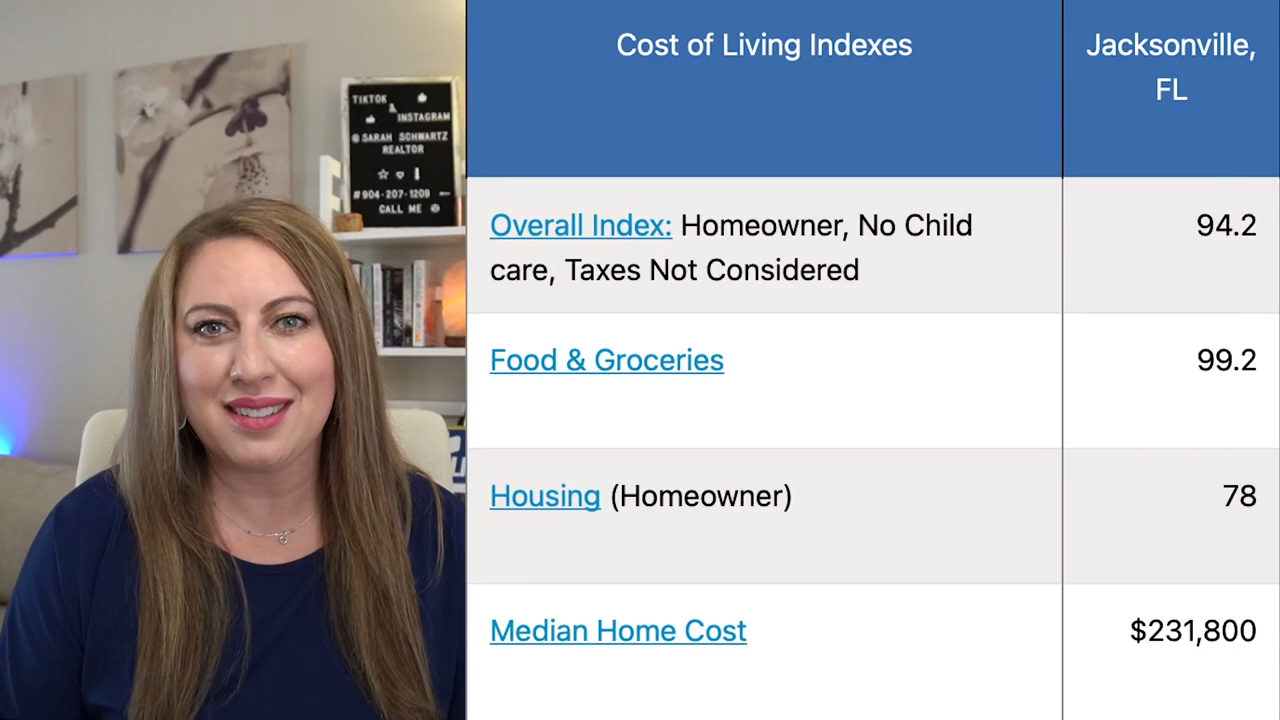 TIKTOK
&
INSTAGRAM
@ SARAH SCHWARTZ
REALTOR
#904-207-1209
CALL ME
Cost of Living Indexes
Jacksonville,
FL
Overall Index: Homeowner, No Child
care, Taxes Not Considered
94.2
Food & Groceries
99.2
Housing (Homeowner)
78
Median Home Cost
$231,800